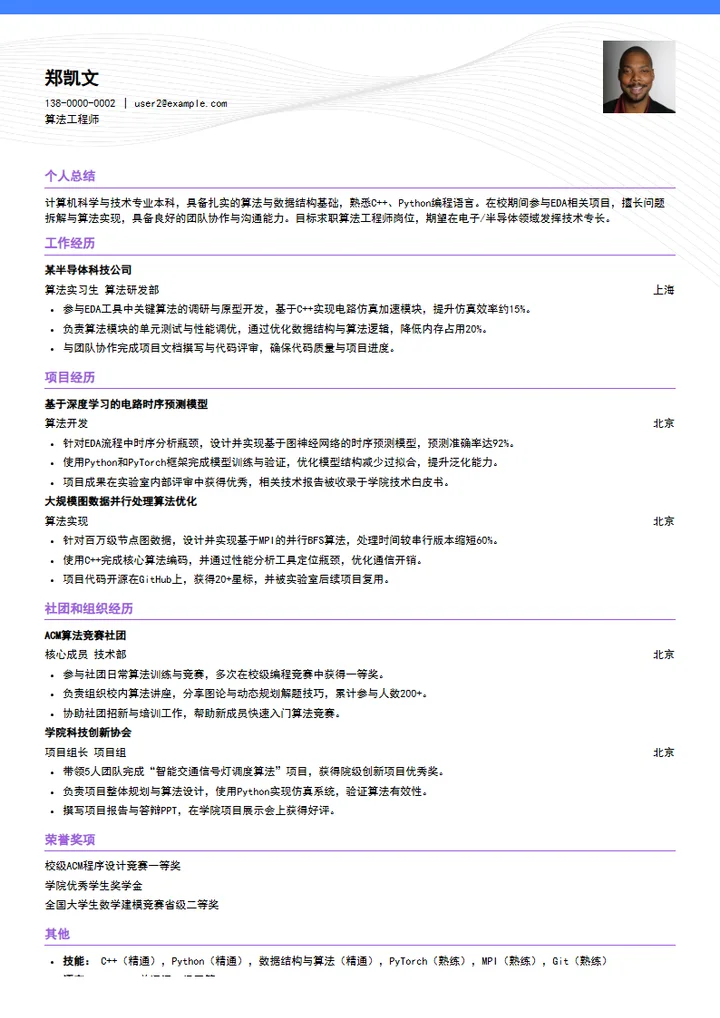 郑凯文
138-0000-0002 | user2@example.com
算法工程师
个人总结
计算机科学与技术专业本科，具备扎实的算法与数据结构基础，熟悉C++、Python编程语言。在校期间参与EDA相关项目，擅长问题
拆解与算法实现，具备良好的团队协作与沟通能力。目标求职算法工程师岗位，期望在电子/半导体领域发挥技术专长。
工作经历
某半导体科技公司
算法实习生 算法研发部 上海
• 参与EDA工具中关键算法的调研与原型开发，基于C++实现电路仿真加速模块，提升仿真效率约15%。
• 负责算法模块的单元测试与性能调优，通过优化数据结构与算法逻辑，降低内存占用20%。
• 与团队协作完成项目文档撰写与代码评审，确保代码质量与项目进度。
项目经历
基于深度学习的电路时序预测模型
算法开发 北京
• 针对EDA流程中时序分析瓶颈，设计并实现基于图神经网络的时序预测模型，预测准确率达92%。
• 使用Python和PyTorch框架完成模型训练与验证，优化模型结构减少过拟合，提升泛化能力。
• 项目成果在实验室内部评审中获得优秀，相关技术报告被收录于学院技术白皮书。
大规模图数据并行处理算法优化
算法实现 北京
• 针对百万级节点图数据，设计并实现基于MPI的并行BFS算法，处理时间较串行版本缩短60%。
• 使用C++完成核心算法编码，并通过性能分析工具定位瓶颈，优化通信开销。
• 项目代码开源在GitHub上，获得20+星标，并被实验室后续项目复用。
社团和组织经历
ACM算法竞赛社团
核心成员 技术部 北京
• 参与社团日常算法训练与竞赛，多次在校级编程竞赛中获得一等奖。
• 负责组织校内算法讲座，分享图论与动态规划解题技巧，累计参与人数200+。
• 协助社团招新与培训工作，帮助新成员快速入门算法竞赛。
学院科技创新协会
项目组长 项目组 北京
• 带领5人团队完成“智能交通信号灯调度算法”项目，获得院级创新项目优秀奖。
• 负责项目整体规划与算法设计，使用Python实现仿真系统，验证算法有效性。
• 撰写项目报告与答辩PPT，在学院项目展示会上获得好评。
荣誉奖项
校级ACM程序设计竞赛一等奖
学院优秀学生奖学金
全国大学生数学建模竞赛省级二等奖
其他
• 技能： C++（精通），Python（精通），数据结构与算法（精通），PyTorch（熟练），MPI（熟练），Git（熟练）